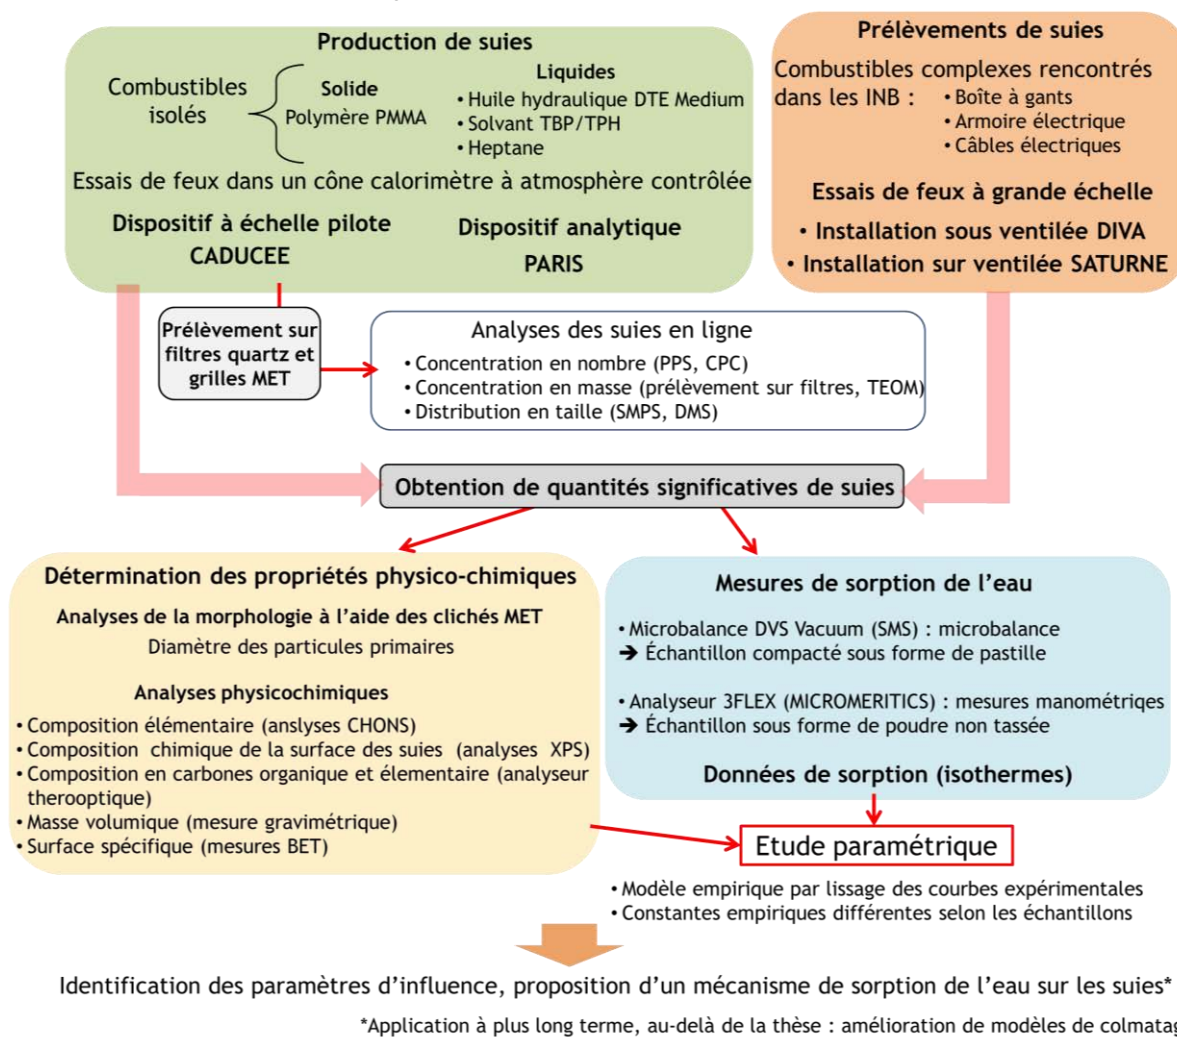 Production de suies
Combustibles
isolés
Solide
Polymère PMMA
Liquides
• Huile hydraulique DTE Medium
• Solvant TBP/TPH
• Heptane
Essais de feux dans un cône calorimètre à atmosphère contrôlée
Dispositif à échelle pilote
CADUCEE
Dispositif analytique
PARIS
Prélèvements de suies
Combustibles complexes rencontrés
dans les INB :
• Boîte à gants
• Armoire électrique
• Câbles électriques
Essais de feux à grande échelle
• Installation sous ventilée DIVA
• Installation sur ventilée SATURNE
Prélèvement sur
filtres quartz et
grilles MET
Analyses des suies en ligne
• Concentration en nombre (PPS, CPC)
• Concentration en masse (prélèvement sur filtres, TEOM)
• Distribution en taille (SMPS, DMS)
Obtention de quantités significatives de suies
Détermination des propriétés physico-chimiques
Analyses de la morphologie à l'aide des clichés MET
Diamètre des particules primaires
Analyses physicochimiques
• Composition élémentaire (anslyses CHONS)
• Composition chimique de la surface des suies (analyses XPS)
• Composition en carbones organique et élementaire (analyseur
therooptique)
• Masse volumique (mesure gravimétrique)
• Surface spécifique (mesures BET)
Mesures de sorption de l'eau
• Microbalance DVS Vacuum (SMS) : microbalance
➔ Échantillon compacté sous forme de pastille
• Analyseur 3FLEX (MICROMERITICS) : mesures manométriques
➔ Échantillon sous forme de poudre non tassée
Données de sorption (isothermes)
Etude paramétrique
• Modèle empirique par lissage des courbes expérimentales
• Constantes empiriques différentes selon les échantillons
Identification des paramètres d'influence, proposition d'un mécanisme de sorption de l'eau sur les suies*
*Application à plus long terme, au-delà de la thèse : amélioration de modèles de colmatag